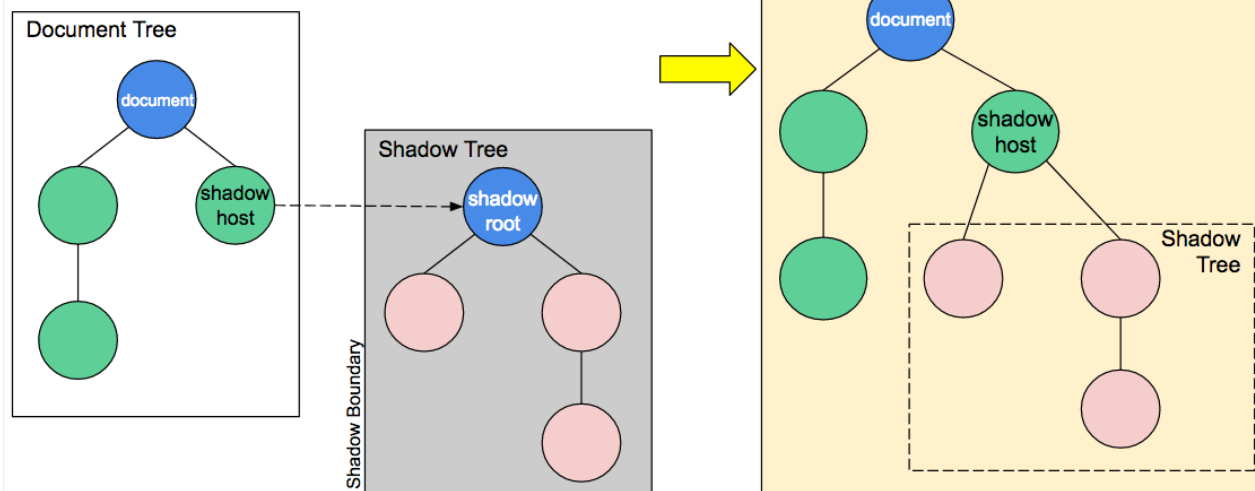 Document Tree
document
shadow
host
Shadow Tree
shadow
root
Shadow Boundary
document
shadow
host
Shadow
Tree